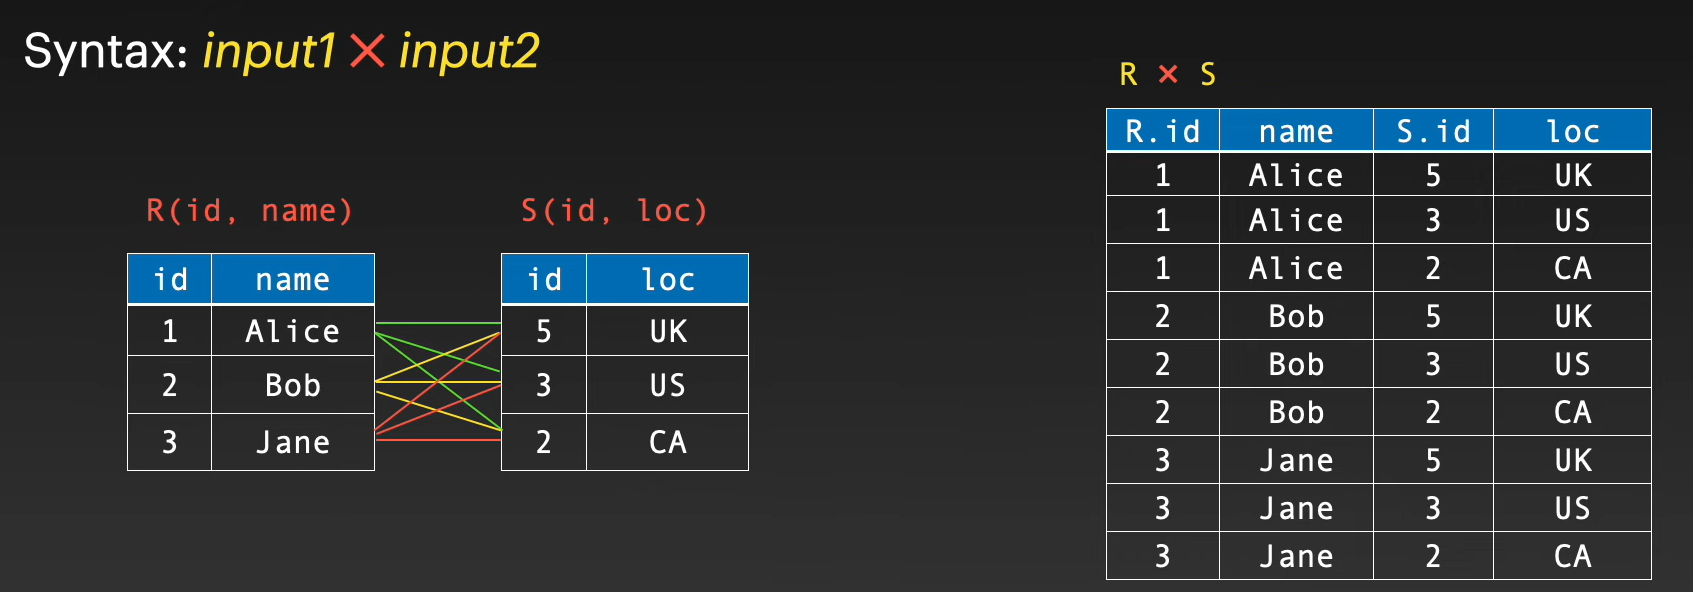 Syntax: input1 × input2
R × S
R.id name S.id loc
1 Alice 5 UK
1 Alice 3 US
1 Alice 2 CA
2 Bob 5 UK
2 Bob 3 US
2 Bob 2 CA
3 Jane 5 UK
3 Jane 3 US
3 Jane 2 CA
R(id, name)
id name
1 Alice
2 Bob
3 Jane
S(id, loc)
id loc
5 UK
3 US
2 CA